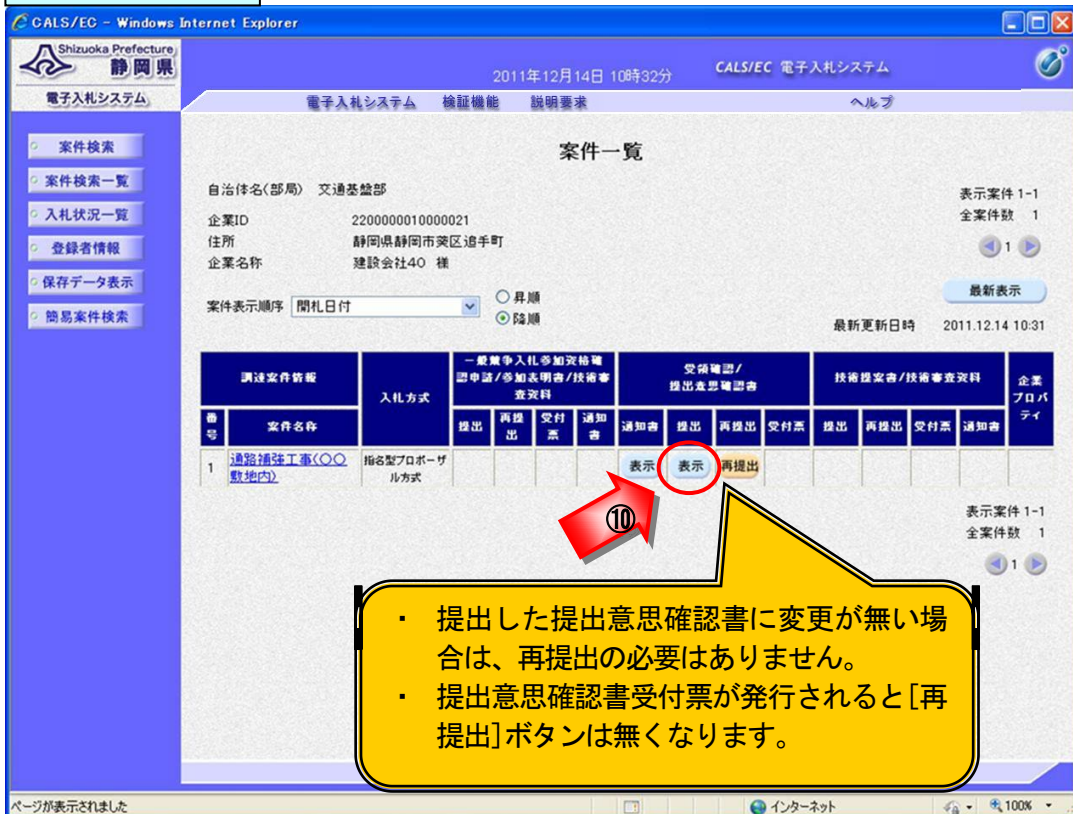 CALS/EC - Windows Internet Explorer
Shizuoka Prefecture
静岡県
電子入札システム
2011年12月14日 10時32分
CALS/EC 電子入札システム
電子入札システム 検証機能 説明要求 ヘルプ
案件検索
案件検索一覧
入札状況一覧
登録者情報
保存データ表示
簡易案件検索
案件一覧
自治体名(部局) 交通基盤部
企業ID 2200000010000021
住所 静岡県静岡市葵区追手町
企業名称 建設会社40 様
表示案件 1-1
全案件数 1
1
案件表示順序 開札日付
昇順
降順
最新表示
最新更新日時 2011.12.14 10:31
調達案件情報
入札方式
一般競争入札参加資格確認申請/参加表明書/技術審査資料
受領確認/提出意思確認書
技術提案書/技術審査資料
企業プロパティ
番号 案件名称 提出 再提出 受付票 通知書 通知書 提出 再提出 受付票 提出 再提出 受付票 通知書
1 道路補強工事(〇〇敷地内) 指名型プロポーザル方式 表示 表示 再提出
⑩
表示案件 1-1
全案件数 1
1
・ 提出した提出意思確認書に変更が無い場
合は、再提出の必要はありません。
・ 提出意思確認書受付票が発行されると[再
提出]ボタンは無くなります。
ページが表示されました
インターネット
100%